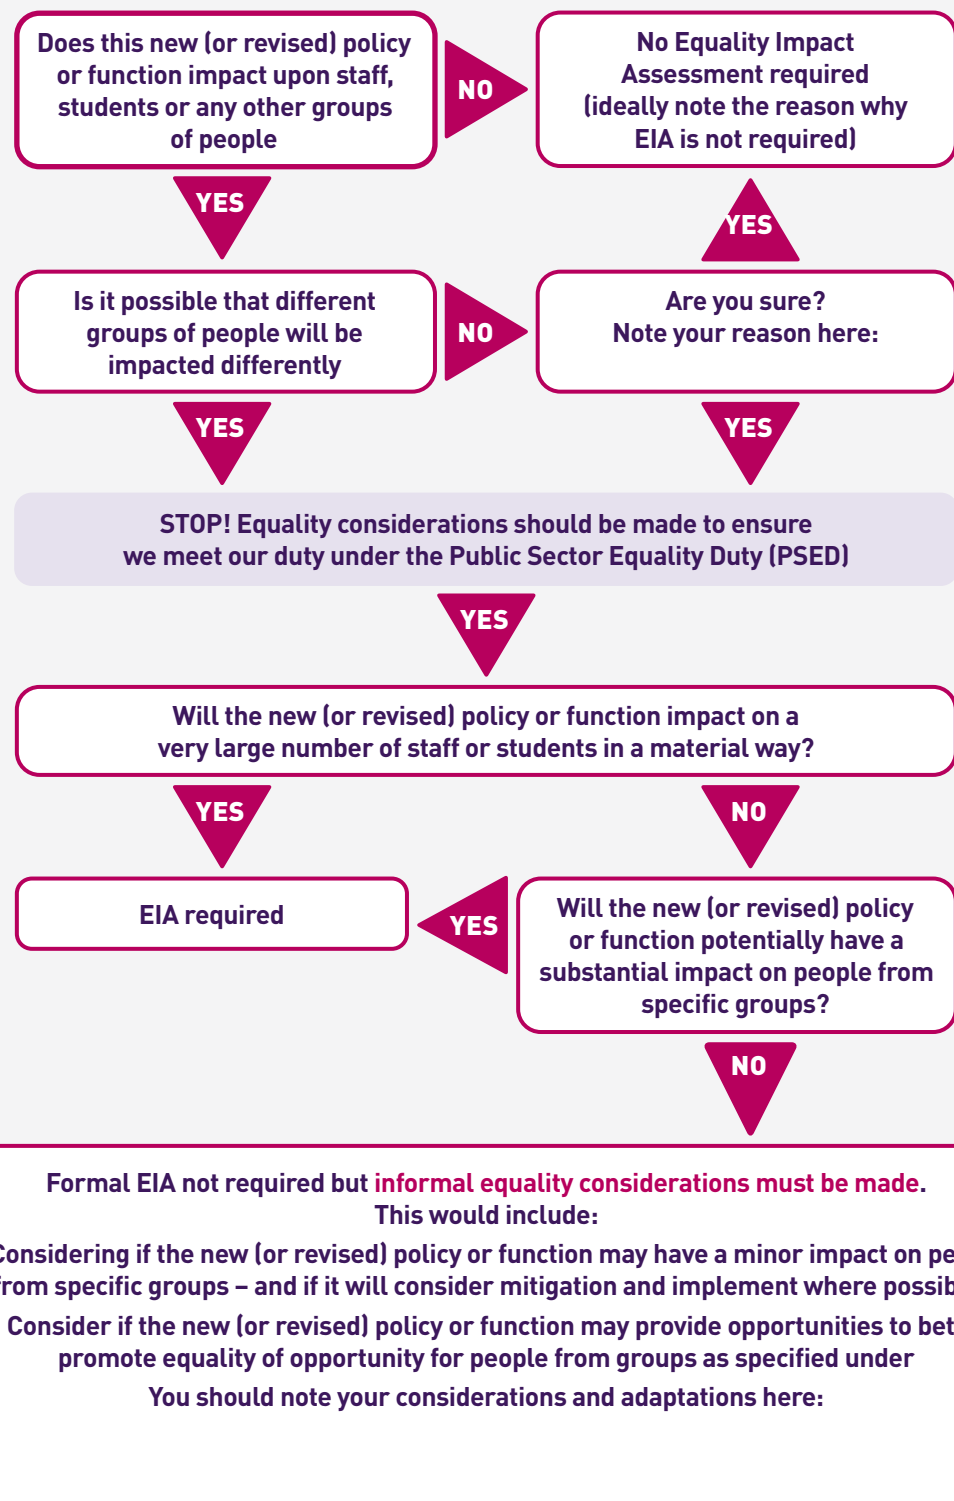 Does this new (or revised) policy
or function impact upon staff,
students or any other groups
of people
NO
No Equality Impact
Assessment required
(ideally note the reason why
EIA is not required)
YES
YES
Is it possible that different
groups of people will be
impacted differently
NO
Are you sure?
Note your reason here:
YES
YES
STOP! Equality considerations should be made to ensure
we meet our duty under the Public Sector Equality Duty (PSED)
YES
Will the new (or revised) policy or function impact on a
very large number of staff or students in a material way?
YES
NO
EIA required
YES
Will the new (or revised) policy
or function potentially have a
substantial impact on people from
specific groups?
NO
Formal EIA not required but informal equality considerations must be made.
This would include:
Considering if the new (or revised) policy or function may have a minor impact on pe
from specific groups – and if it will consider mitigation and implement where possib
Consider if the new (or revised) policy or function may provide opportunities to bet
promote equality of opportunity for people from groups as specified under
You should note your considerations and adaptations here: